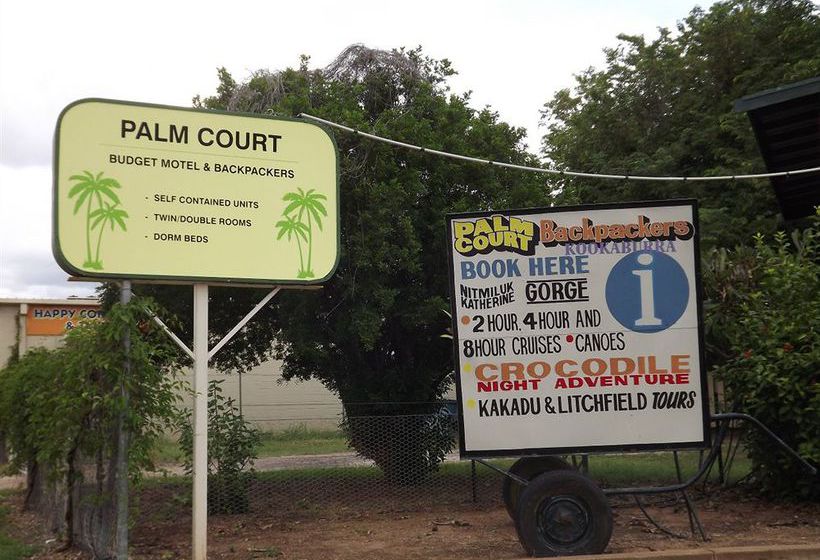 PALM COURT
BUDGET MOTEL & BACKPACKERS
- SELF CONTAINED UNITS
- TWIN/DOUBLE ROOMS
- DORM BEDS
HAPPY
&
PALM COURT Backpackers
KOOKABURRA
BOOK HERE
i
NITMILUK KATHERINE GORGE
• 2 HOUR, 4 HOUR AND
8 HOUR CRUISES • CANOES
• CROCODILE
NIGHT ADVENTURE
• KAKADU & LITCHFIELD TOURS